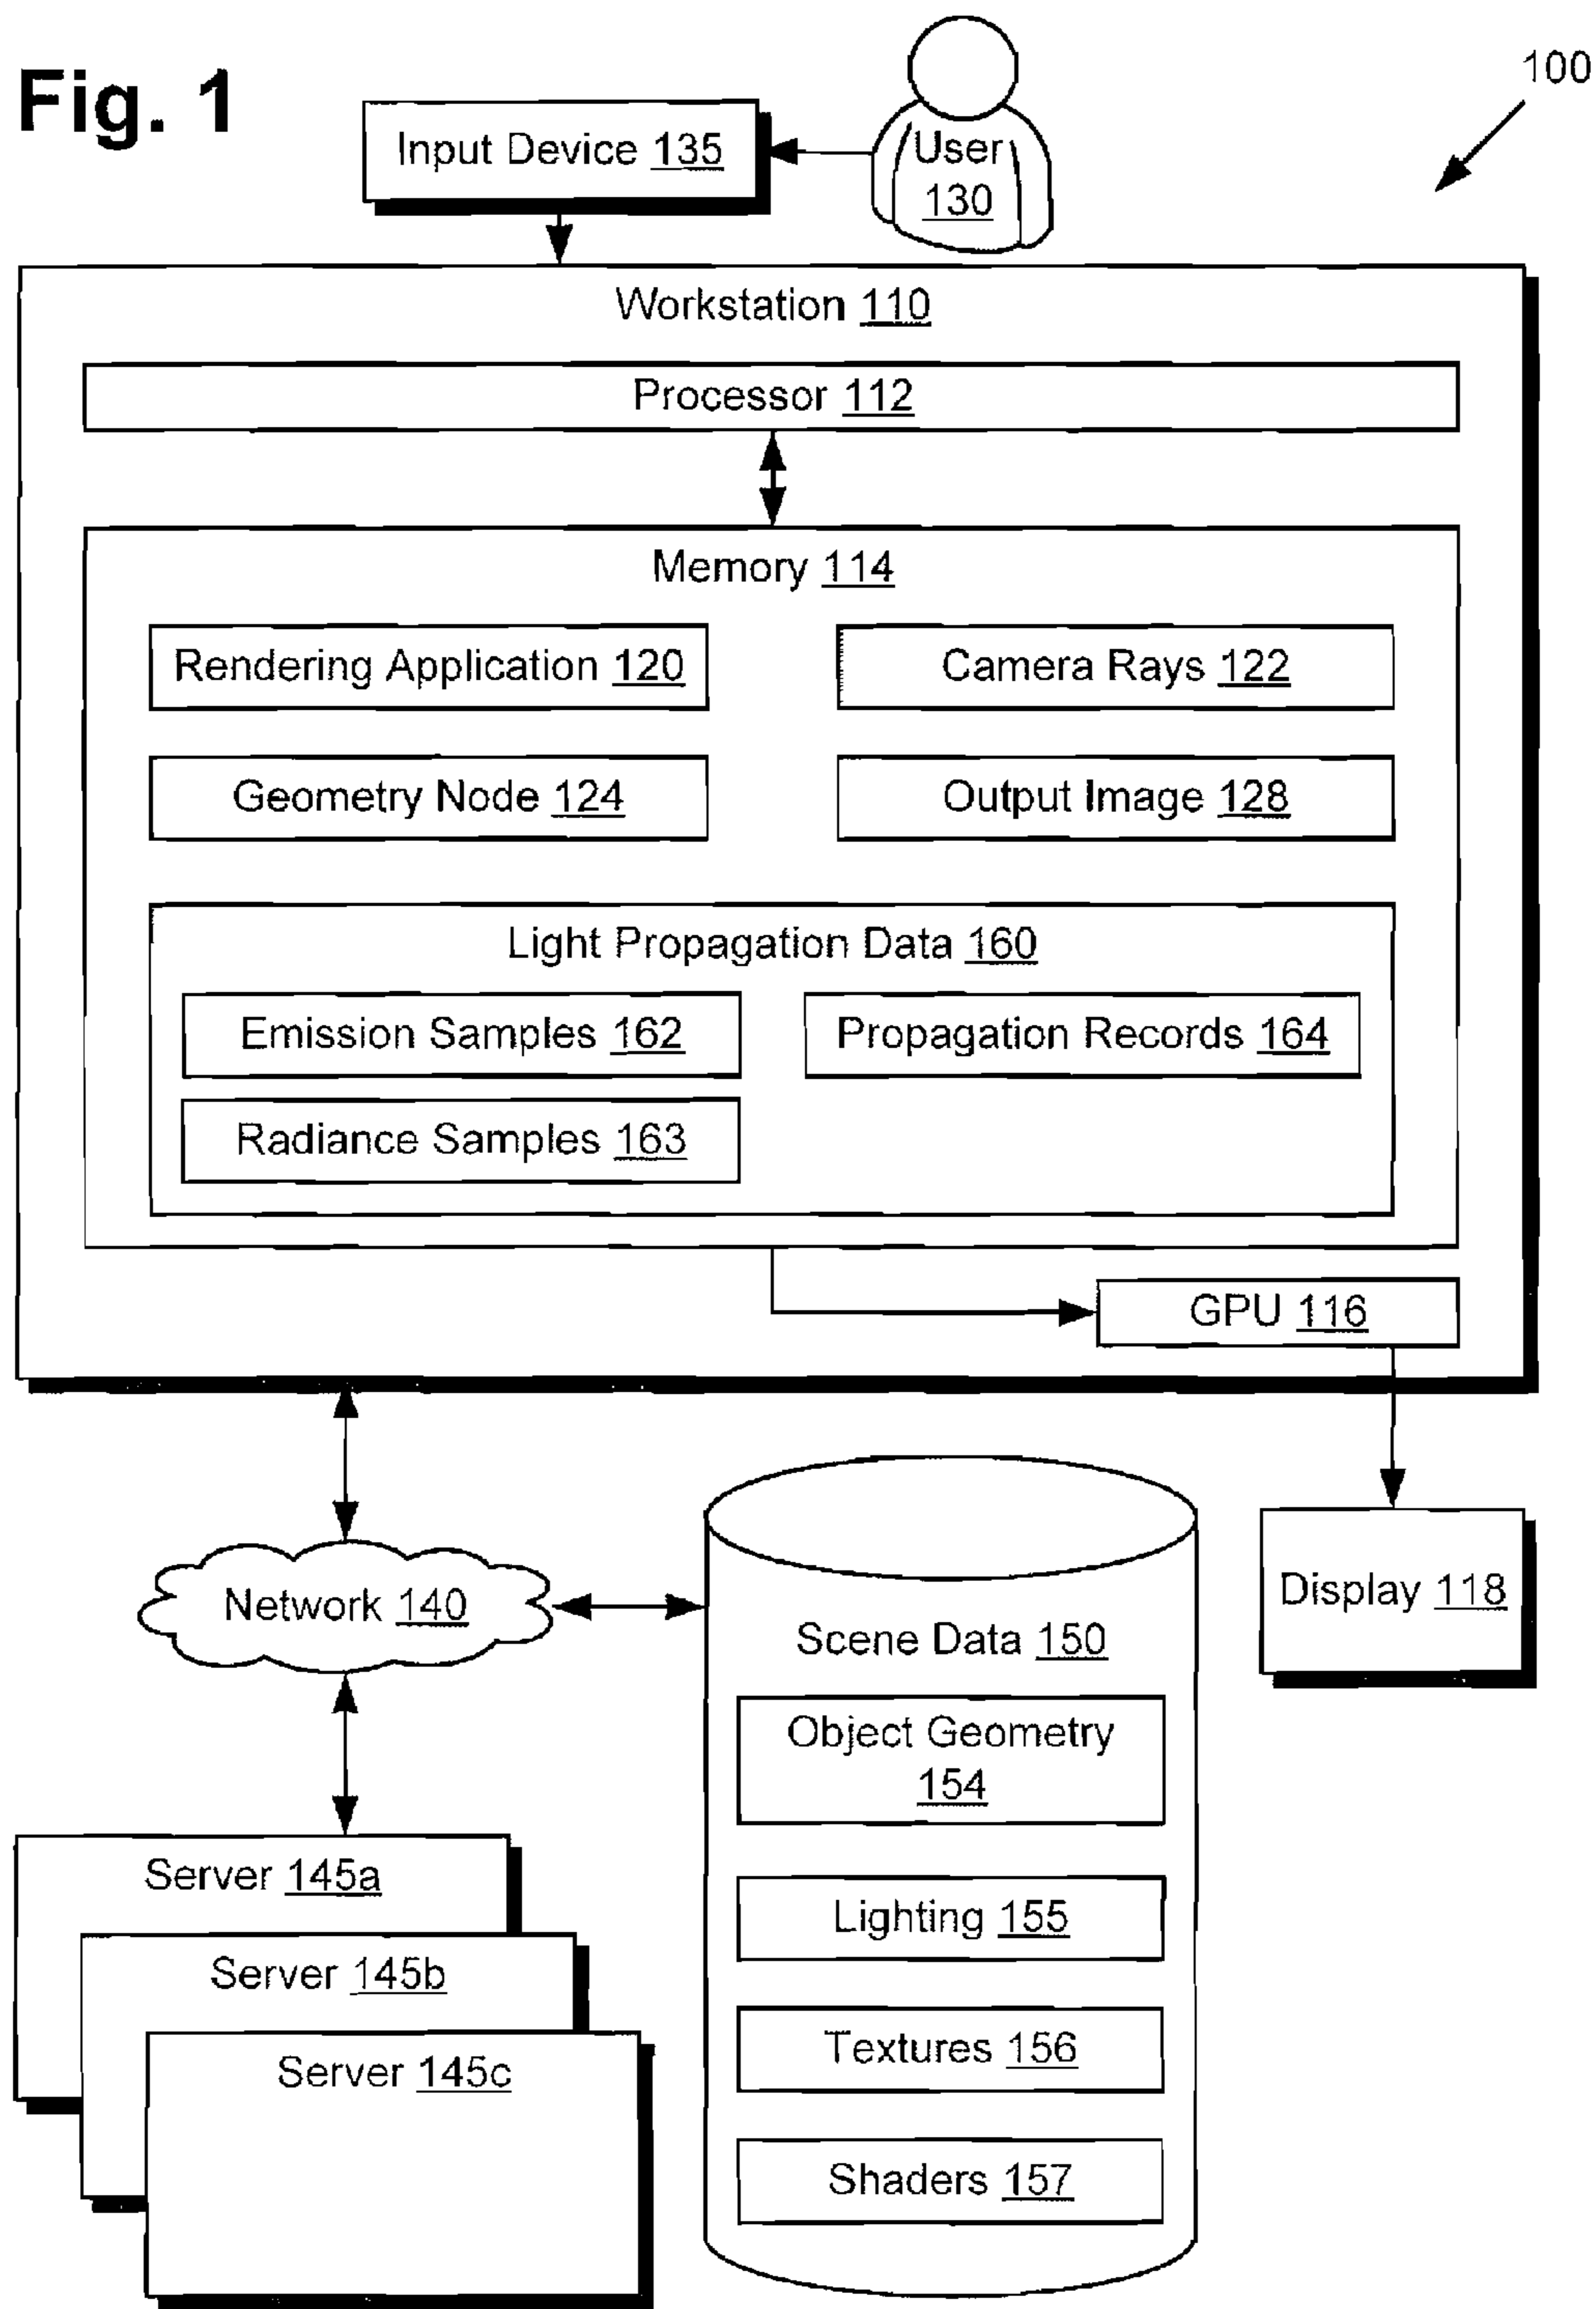 Fig. 1
100
Input Device 135
User
130
Workstation 110
Processor 112
Memory 114
Rendering Application 120
Camera Rays 122
Geometry Node 124
Output Image 128
Light Propagation Data 160
Emission Samples 162
Propagation Records 164
Radiance Samples 163
GPU 116
Network 140
Display 118
Scene Data 150
Object Geometry
154
Server 145a
Lighting 155
Server 145b
Textures 156
Server 145c
Shaders 157